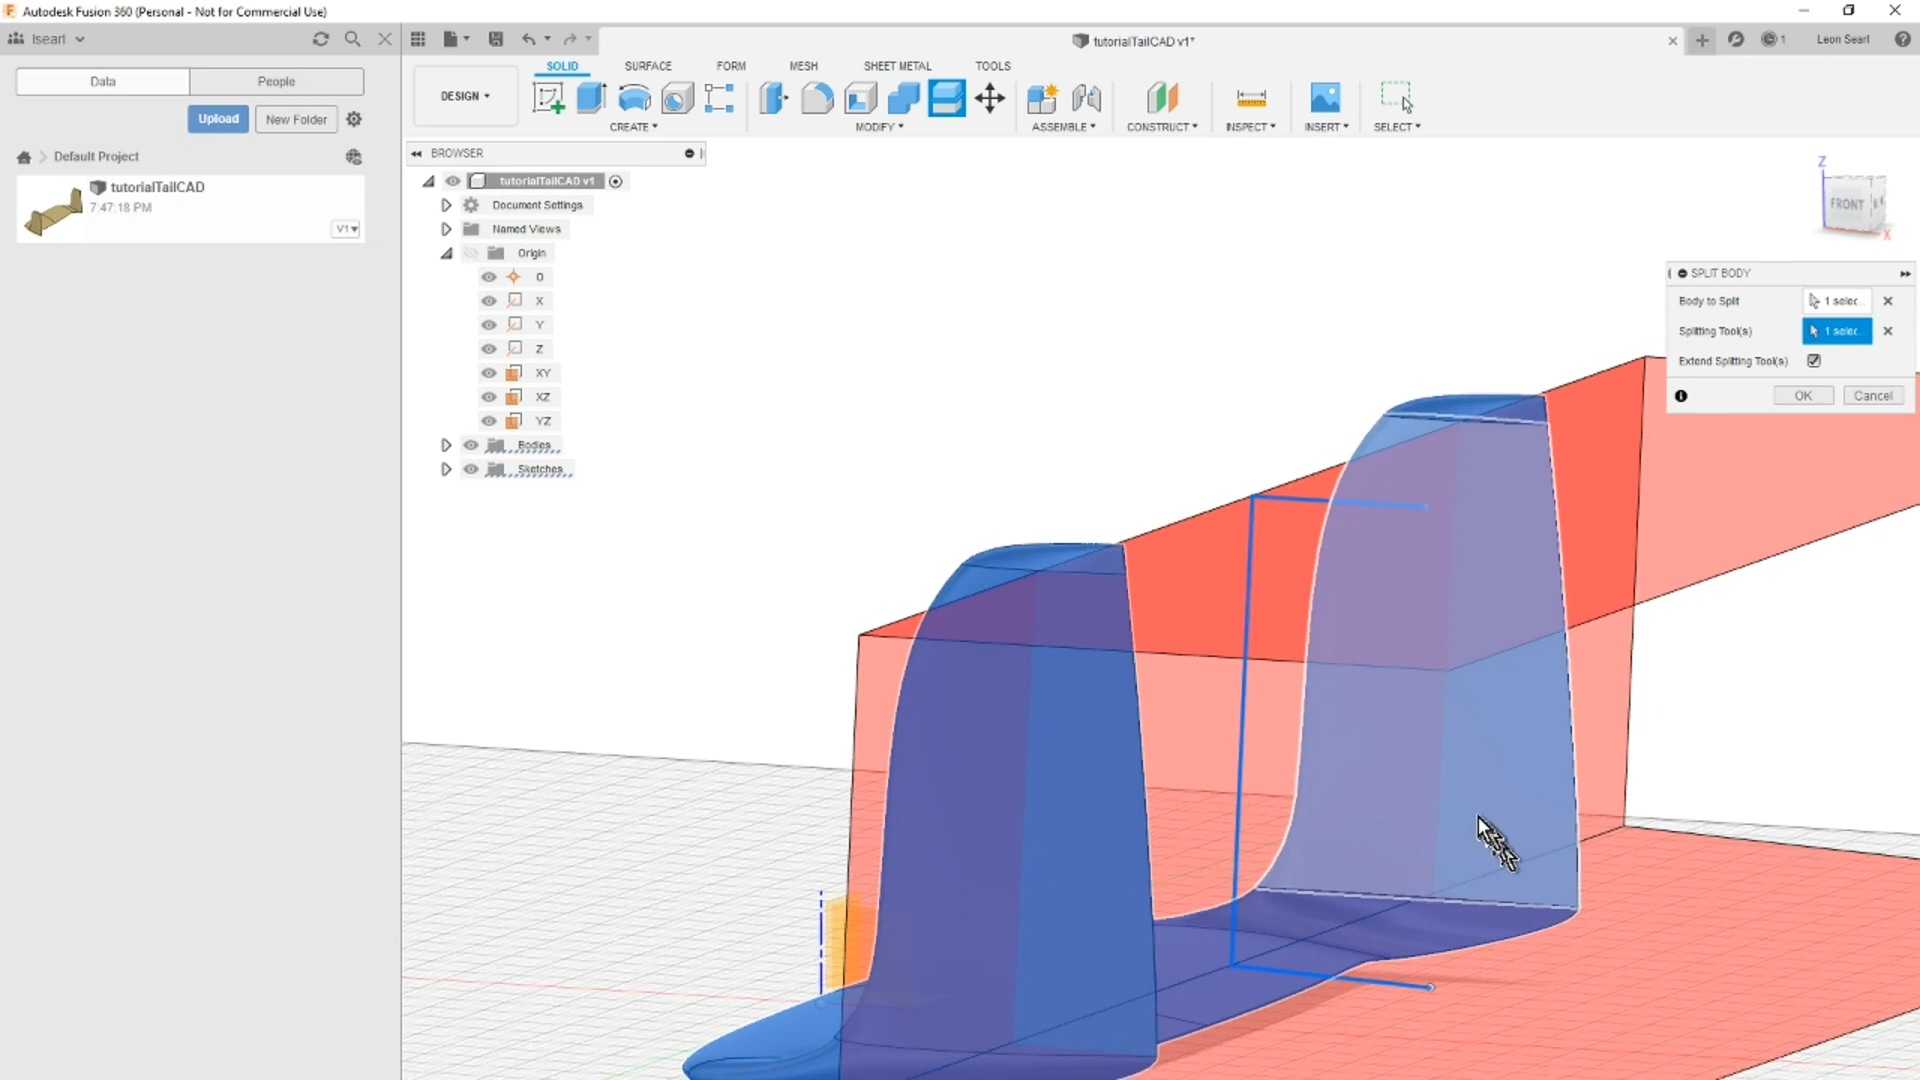 Autodesk Fusion 360 (Personal - Not for Commercial Use)
lsearl
tutorialTailCAD v1*
1
Leon Searl
Data
People
Upload
New Folder
Default Project
tutorialTailCAD
7:47:18 PM
V1
DESIGN
SOLID
SURFACE
FORM
MESH
SHEET METAL
TOOLS
CREATE
MODIFY
ASSEMBLE
CONSTRUCT
INSPECT
INSERT
SELECT
BROWSER
tutorialTailCAD v1
Document Settings
Named Views
Origin
O
X
Y
Z
XY
XZ
YZ
Bodies
Sketches
Z
FRONT
X
SPLIT BODY
Body to Split
1 selec...
Splitting Tool(s)
1 selec...
Extend Splitting Tool(s)
OK
Cancel